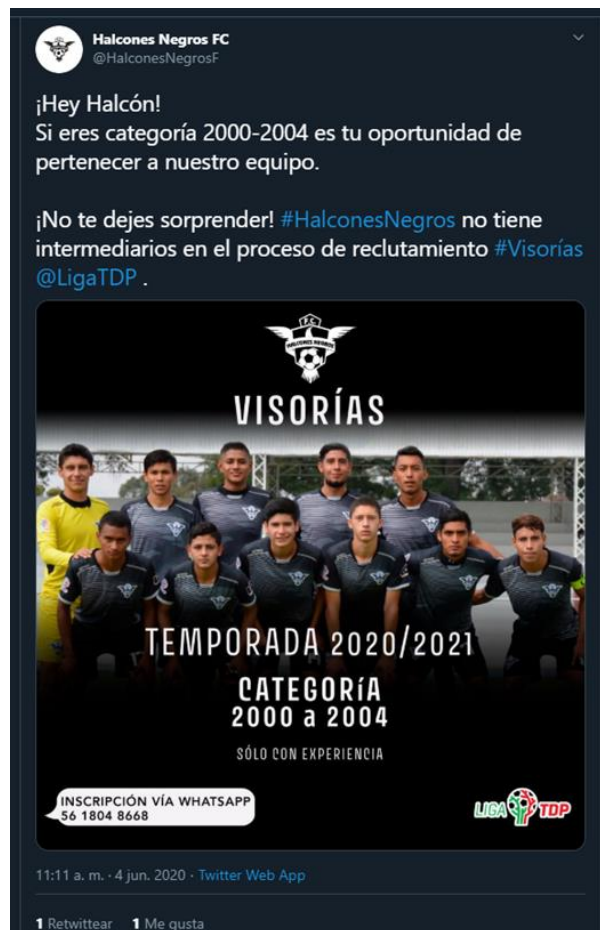 Halcones Negros FC
@HalconesNegrosF
¡Hey Halcón!
Si eres categoría 2000-2004 es tu oportunidad de
pertenecer a nuestro equipo.
¡No te dejes sorprender! #HalconesNegros no tiene
intermediarios en el proceso de reclutamiento #Visorías
@LigaTDP .
F.C.
HALCONES NEGROS
VISORÍAS
TEMPORADA 2020/2021
CATEGORÍA
2000 a 2004
SÓLO CON EXPERIENCIA
INSCRIPCIÓN VÍA WHATSAPP
56 1804 8668
LIGA TDP
11:11 a. m. · 4 jun. 2020 · Twitter Web App
1 Retwittear 1 Me gusta